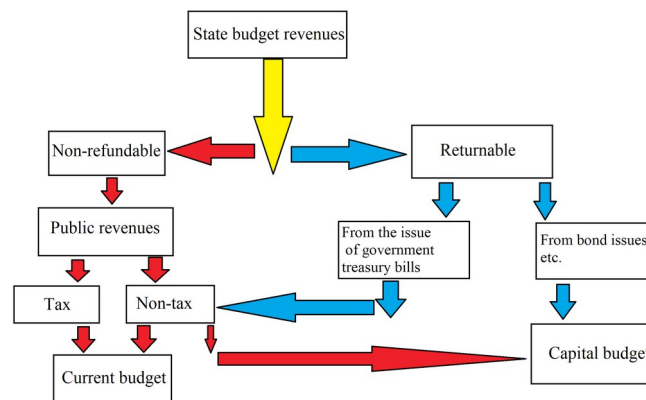 State budget revenues
Non-refundable
Returnable
Public revenues
From the issue
of government
treasury bills
From bond issues
etc.
Tax
Non-tax
Current budget
Capital budget